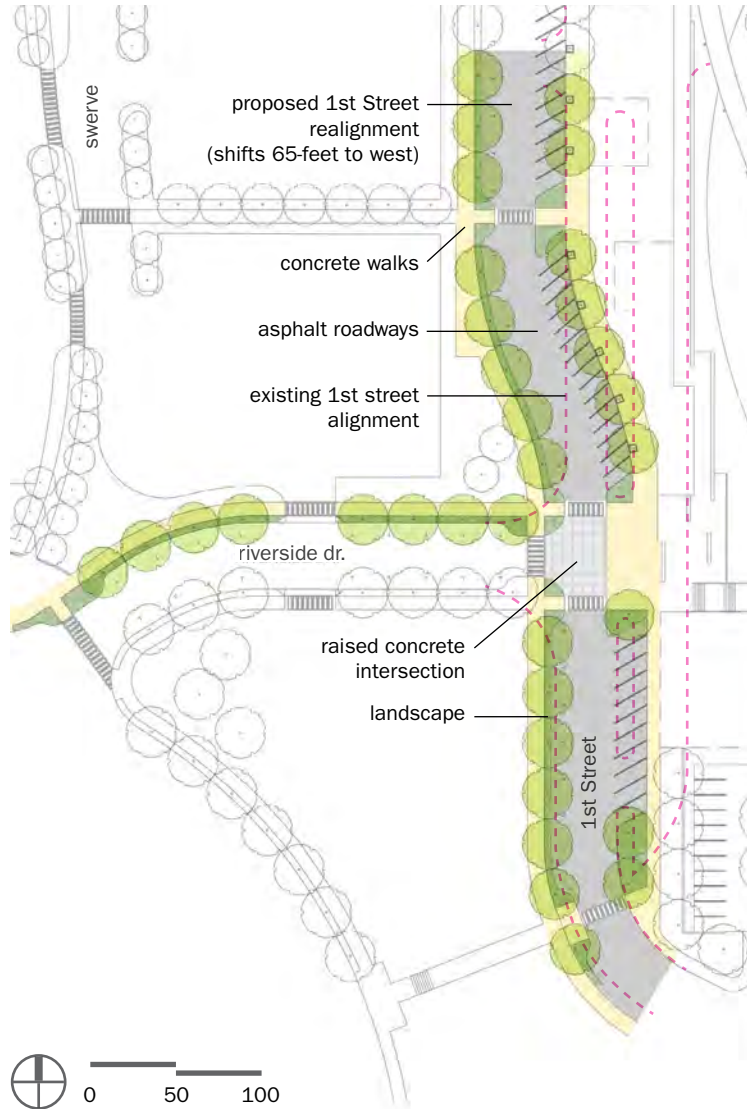 swerve
proposed 1st Street
realignment
(shifts 65-feet to west)
concrete walks
asphalt roadways
existing 1st street
alignment
riverside dr.
raised concrete
intersection
landscape
1st Street
0 50 100